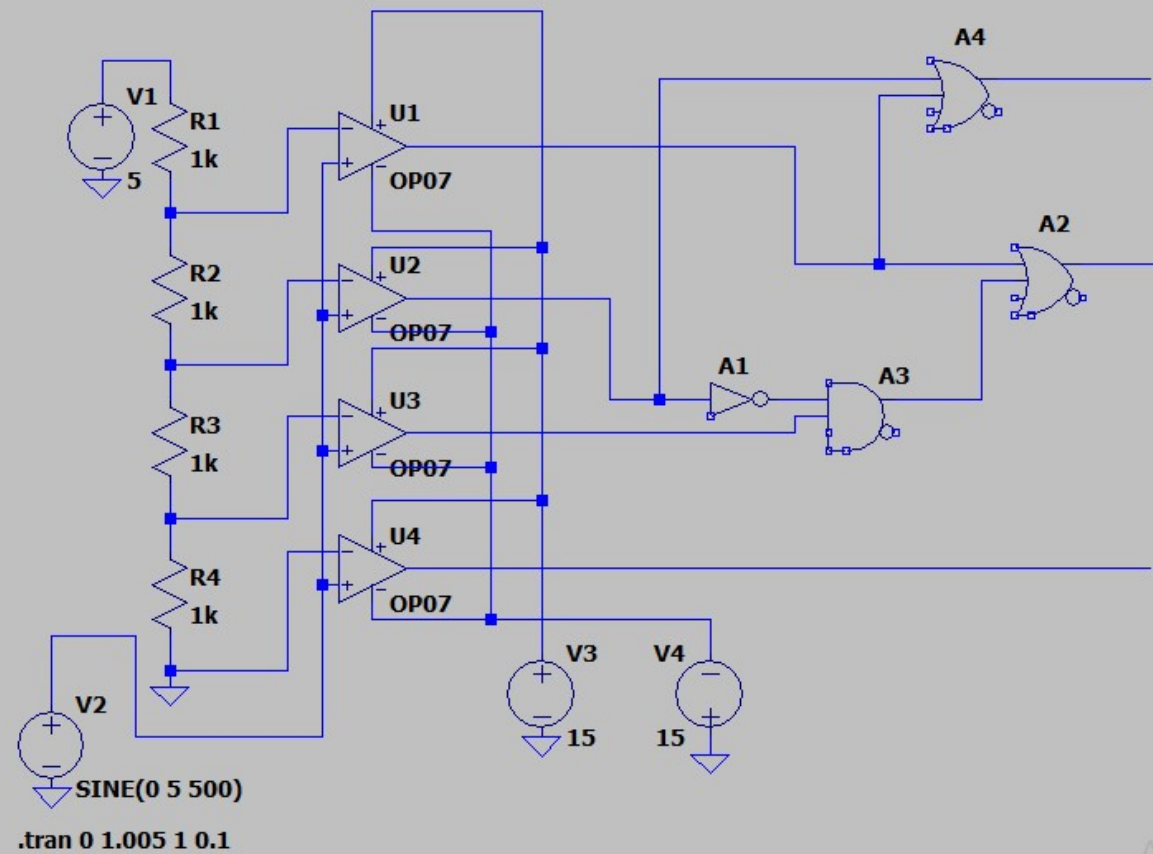 A4
V1
U1
R1
1k
OP07
5
A2
U2
R2
1k
OP07
A1
A3
U3
R3
1k
OP07
U4
R4
1k
OP07
V3
V4
V2
15
15
SINE(0 5 500)
.tran 0 1.005 1 0.1